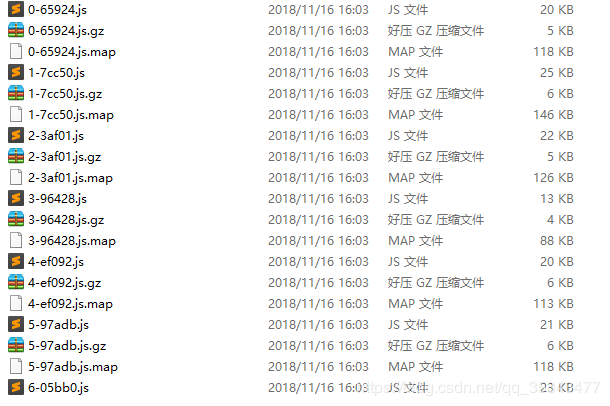 0-65924.js 2018/11/16 16:03 JS 文件 20 KB
0-65924.js.gz 2018/11/16 16:03 好压 GZ 压缩文件 5 KB
0-65924.js.map 2018/11/16 16:03 MAP 文件 118 KB
1-7cc50.js 2018/11/16 16:03 JS 文件 25 KB
1-7cc50.js.gz 2018/11/16 16:03 好压 GZ 压缩文件 6 KB
1-7cc50.js.map 2018/11/16 16:03 MAP 文件 146 KB
2-3af01.js 2018/11/16 16:03 JS 文件 22 KB
2-3af01.js.gz 2018/11/16 16:03 好压 GZ 压缩文件 5 KB
2-3af01.js.map 2018/11/16 16:03 MAP 文件 126 KB
3-96428.js 2018/11/16 16:03 JS 文件 13 KB
3-96428.js.gz 2018/11/16 16:03 好压 GZ 压缩文件 4 KB
3-96428.js.map 2018/11/16 16:03 MAP 文件 88 KB
4-ef092.js 2018/11/16 16:03 JS 文件 20 KB
4-ef092.js.gz 2018/11/16 16:03 好压 GZ 压缩文件 6 KB
4-ef092.js.map 2018/11/16 16:03 MAP 文件 113 KB
5-97adb.js 2018/11/16 16:03 JS 文件 21 KB
5-97adb.js.gz 2018/11/16 16:03 好压 GZ 压缩文件 6 KB
5-97adb.js.map 2018/11/16 16:03 MAP 文件 118 KB
6-05bb0.js 2018/11/16 16:03 JS 文件 23 KB